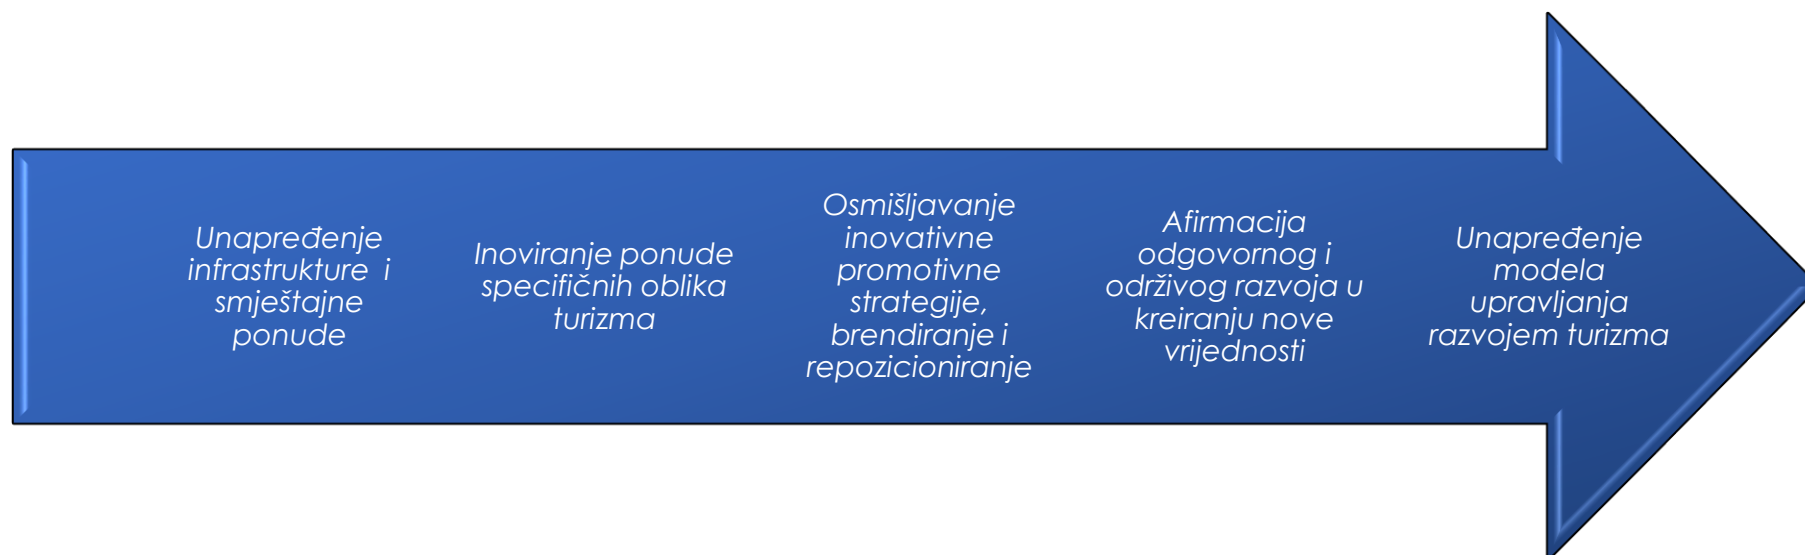 Unapređenje
infrastrukture i
smještajne
ponude
Inoviranje ponude
specifičnih oblika
turizma
Osmišljavanje
inovativne
promotivne
strategije,
brendiranje i
repozicioniranje
Afirmacija
odgovornog i
održivog razvoja u
kreiranju nove
vrijednosti
Unapređenje
modela
upravljanja
razvojem turizma